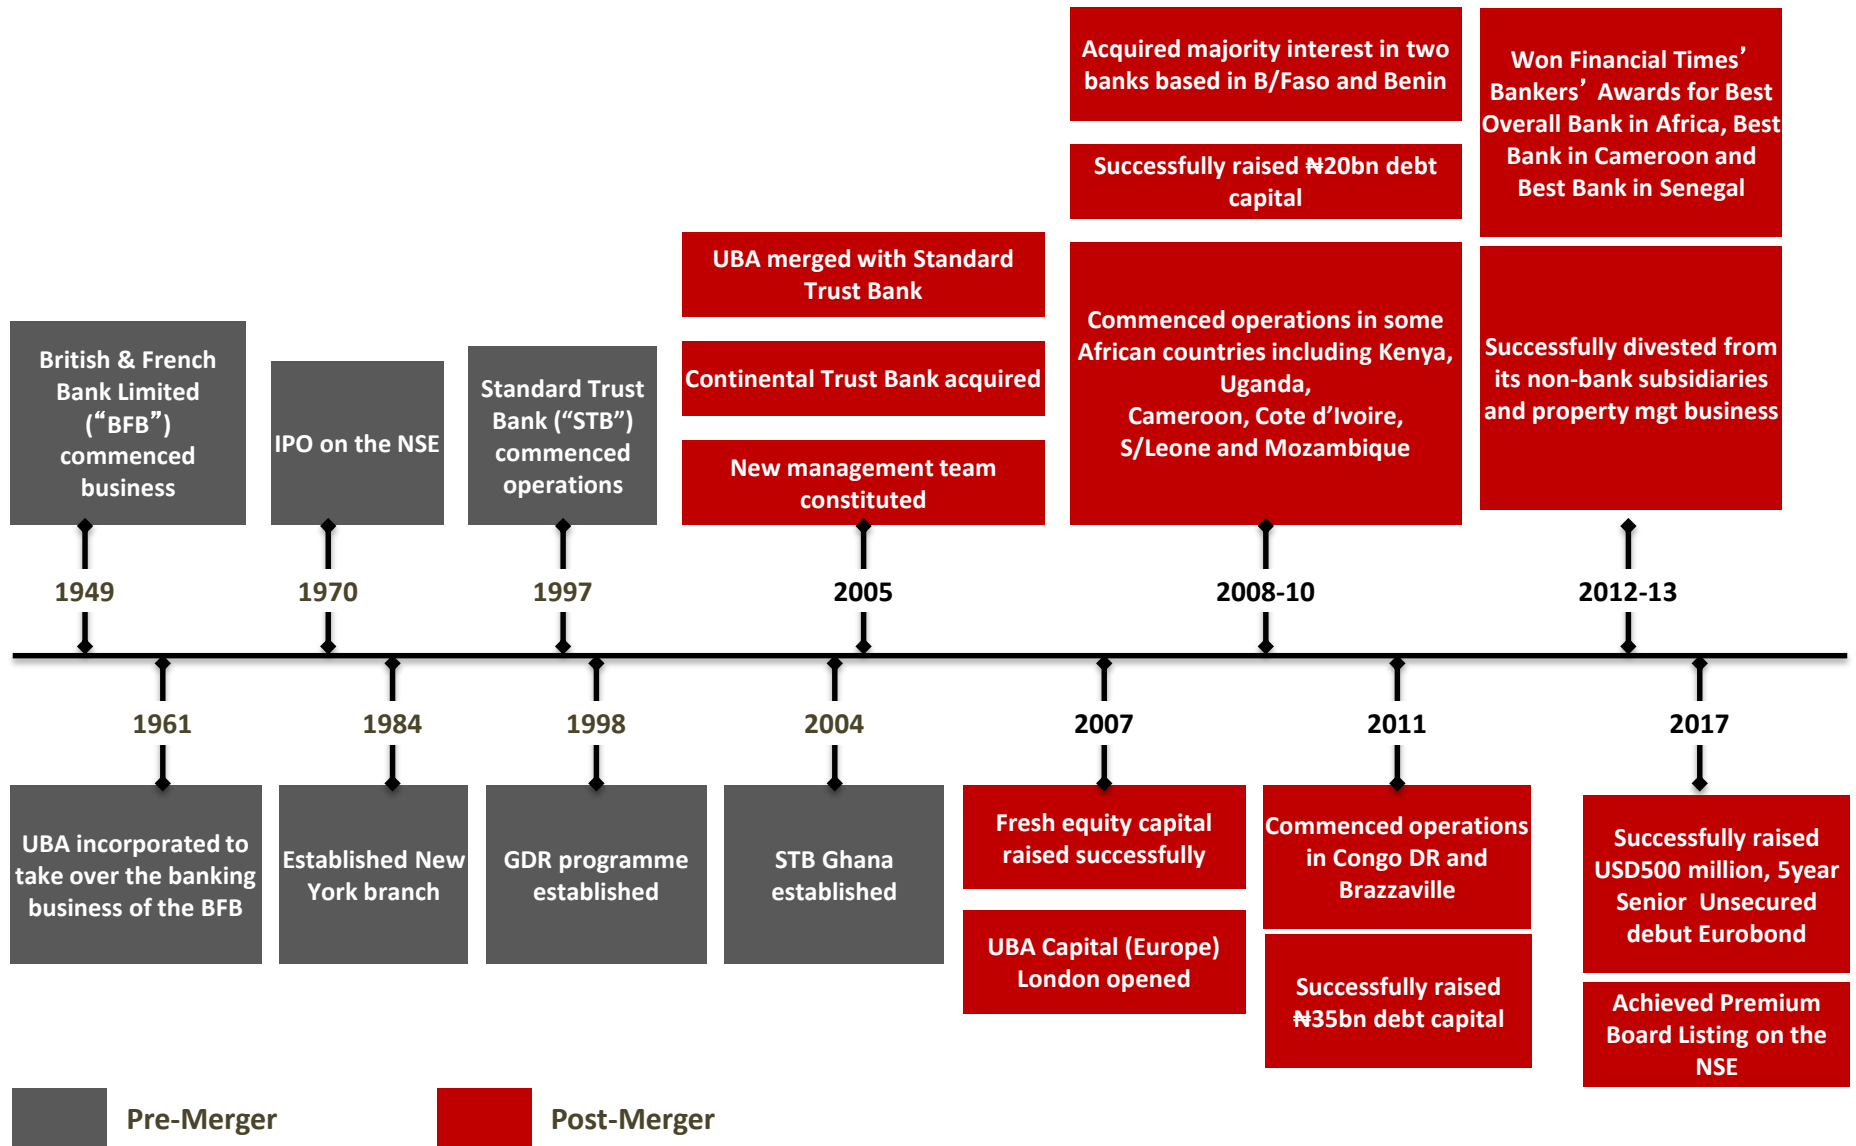 British & French
Bank Limited
(“BFB”)
commenced
business
1949
IPO on the NSE
1970
Standard Trust
Bank (“STB”)
commenced
operations
1997
UBA merged with Standard
Trust Bank
Continental Trust Bank acquired
New management team
constituted
2005
Acquired majority interest in two
banks based in B/Faso and Benin
Successfully raised ₦20bn debt
capital
Commenced operations in some
African countries including Kenya,
Uganda,
Cameroon, Cote d’Ivoire,
S/Leone and Mozambique
2008-10
Won Financial Times’
Bankers’ Awards for Best
Overall Bank in Africa, Best
Bank in Cameroon and
Best Bank in Senegal
Successfully divested from
its non-bank subsidiaries
and property mgt business
2012-13
1961
UBA incorporated to
take over the banking
business of the BFB
1984
Established New
York branch
1998
GDR programme
established
2004
STB Ghana
established
2007
Fresh equity capital
raised successfully
UBA Capital (Europe)
London opened
2011
Commenced operations
in Congo DR and
Brazzaville
Successfully raised
₦35bn debt capital
2017
Successfully raised
USD500 million, 5year
Senior Unsecured
debut Eurobond
Achieved Premium
Board Listing on the
NSE
Pre-Merger
Post-Merger